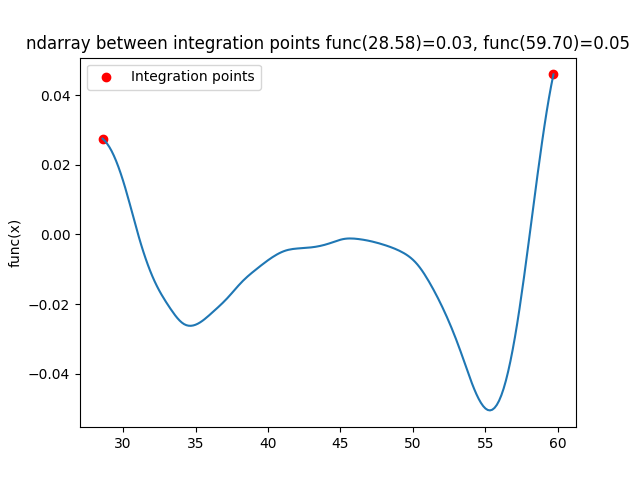 ndarray between integration points func(28.58)=0.03, func(59.70)=0.05
Integration points
func(x)
0.04
0.02
0.00
−0.02
−0.04
30 35 40 45 50 55 60